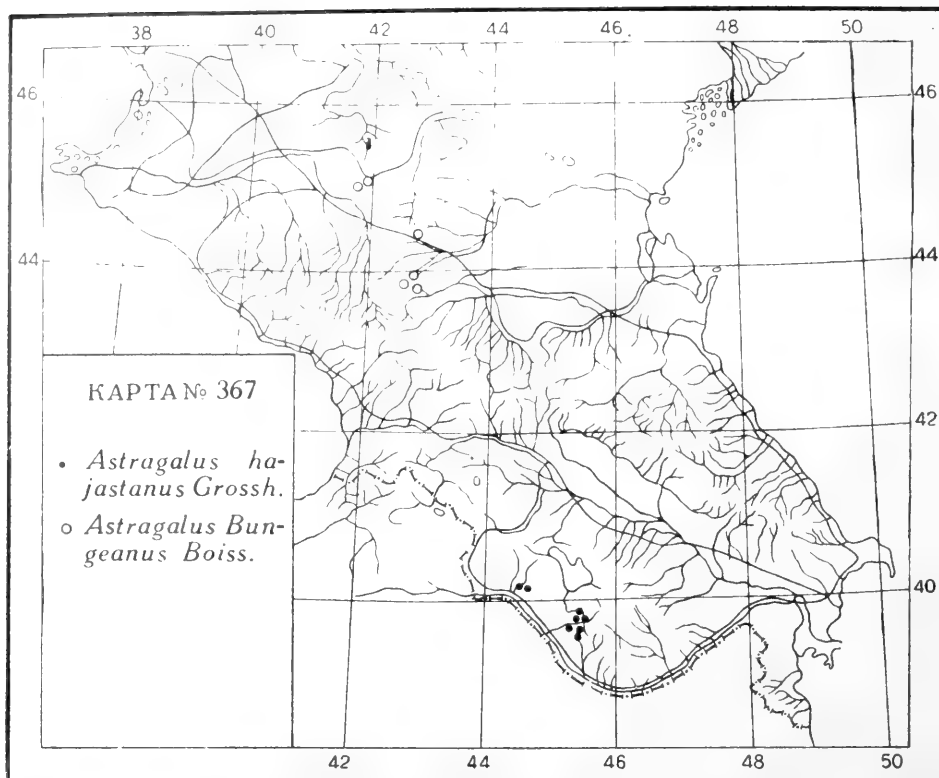 38 40 42 44 46 48 50
46 46
44 44
КАРТА № 367
42
• Astragalus ha-
jastanus Grossh.
○ Astragalus Bun-
geanus Boiss.
40
42 44 46 48 50